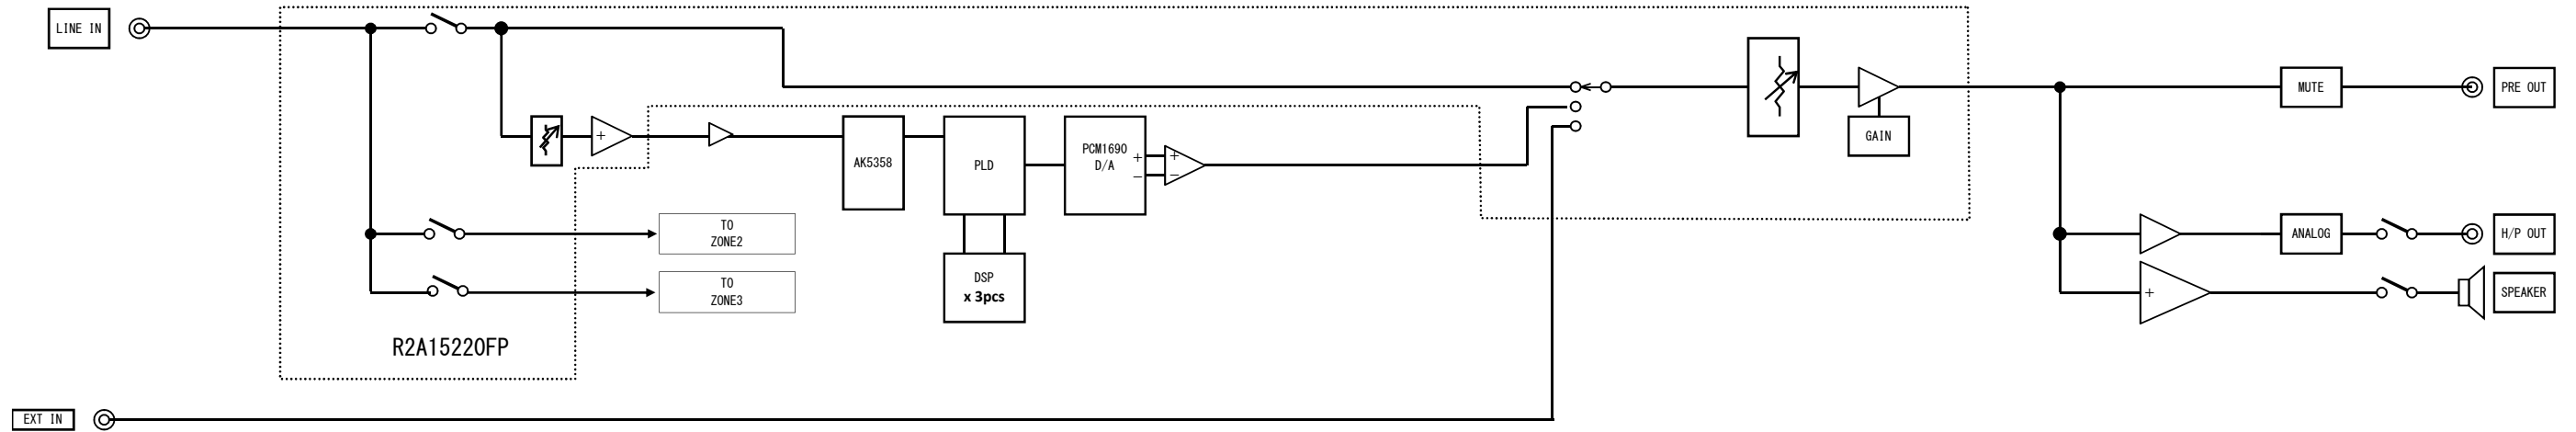 LINE IN
PRE OUT
MUTE
GAIN
AK5358
PLD
PCM1690
D/A
+
−
+
−
+
TO
ZONE2
ANALOG
H/P OUT
TO
ZONE3
DSP
x 3pcs
+
SPEAKER
R2A15220FP
EXT IN